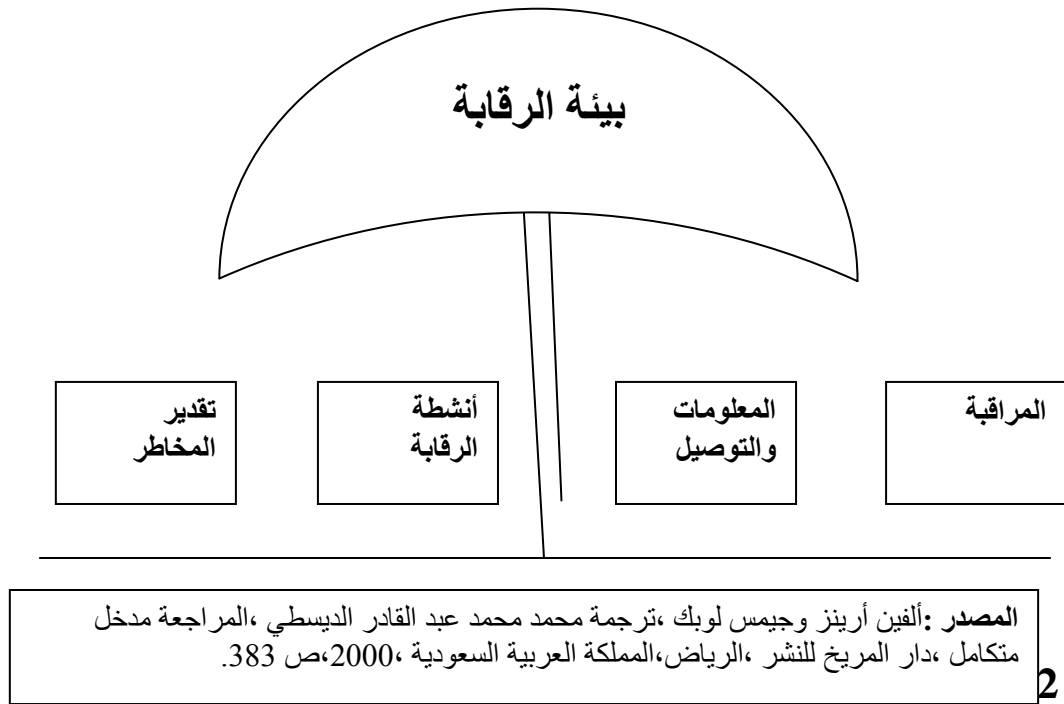 بيئة الرقابة
المراقبة
المعلومات
والتوصيل
أنشطة
الرقابة
تقدير
المخاطر
المصدر :ألفين أرينز وجيمس لوبك ،ترجمة محمد محمد عبد القادر الديسطي ،المراجعة مدخل
متكامل ،دار المريخ للنشر ،الرياض،المملكة العربية السعودية ،2000،ص 383.
2